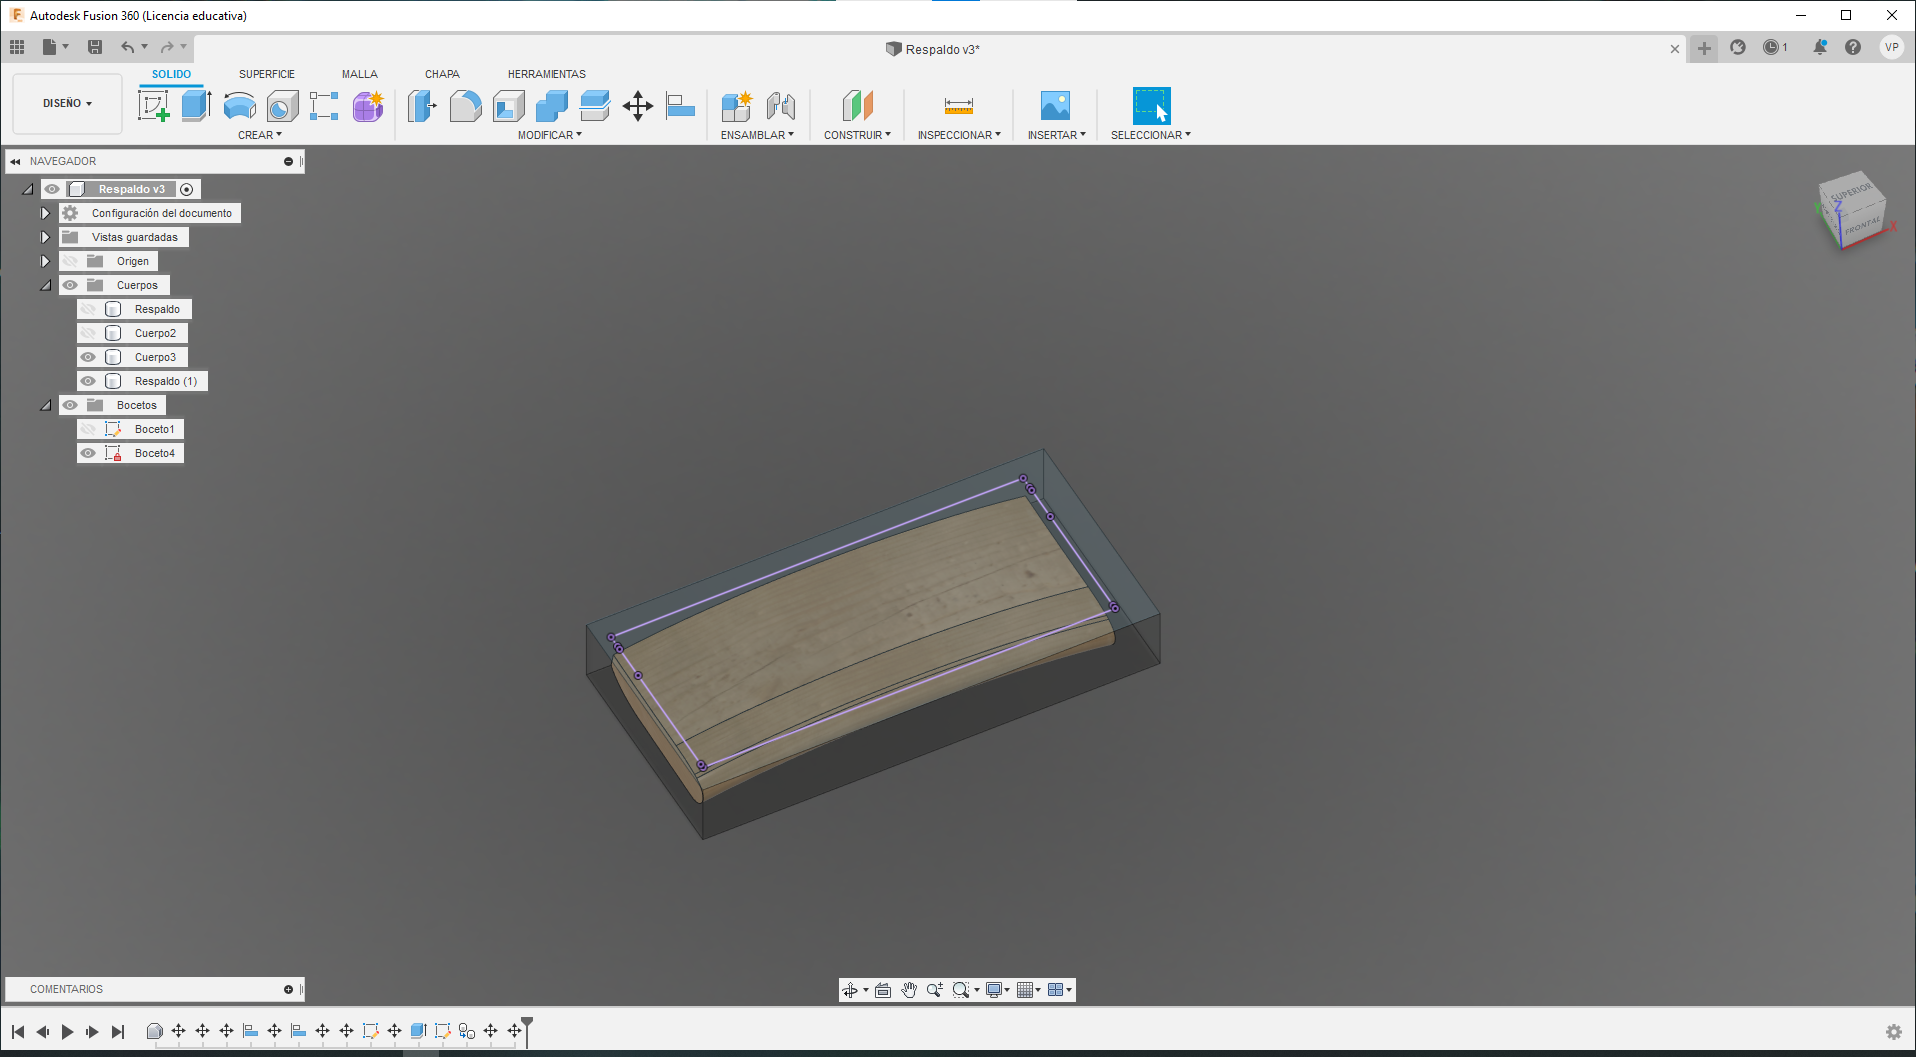 Autodesk Fusion 360 (Licencia educativa)
Respaldo v3*
1
VP
DISEÑO
SOLIDO SUPERFICIE MALLA CHAPA HERRAMIENTAS
CREAR MODIFICAR ENSAMBLAR CONSTRUIR INSPECCIONAR INSERTAR SELECCIONAR
NAVEGADOR
Respaldo v3
Configuración del documento
Vistas guardadas
Origen
Cuerpos
Respaldo
Cuerpo2
Cuerpo3
Respaldo (1)
Bocetos
Boceto1
Boceto4
SUPERIOR
FRONTAL
Z
Y
X
COMENTARIOS